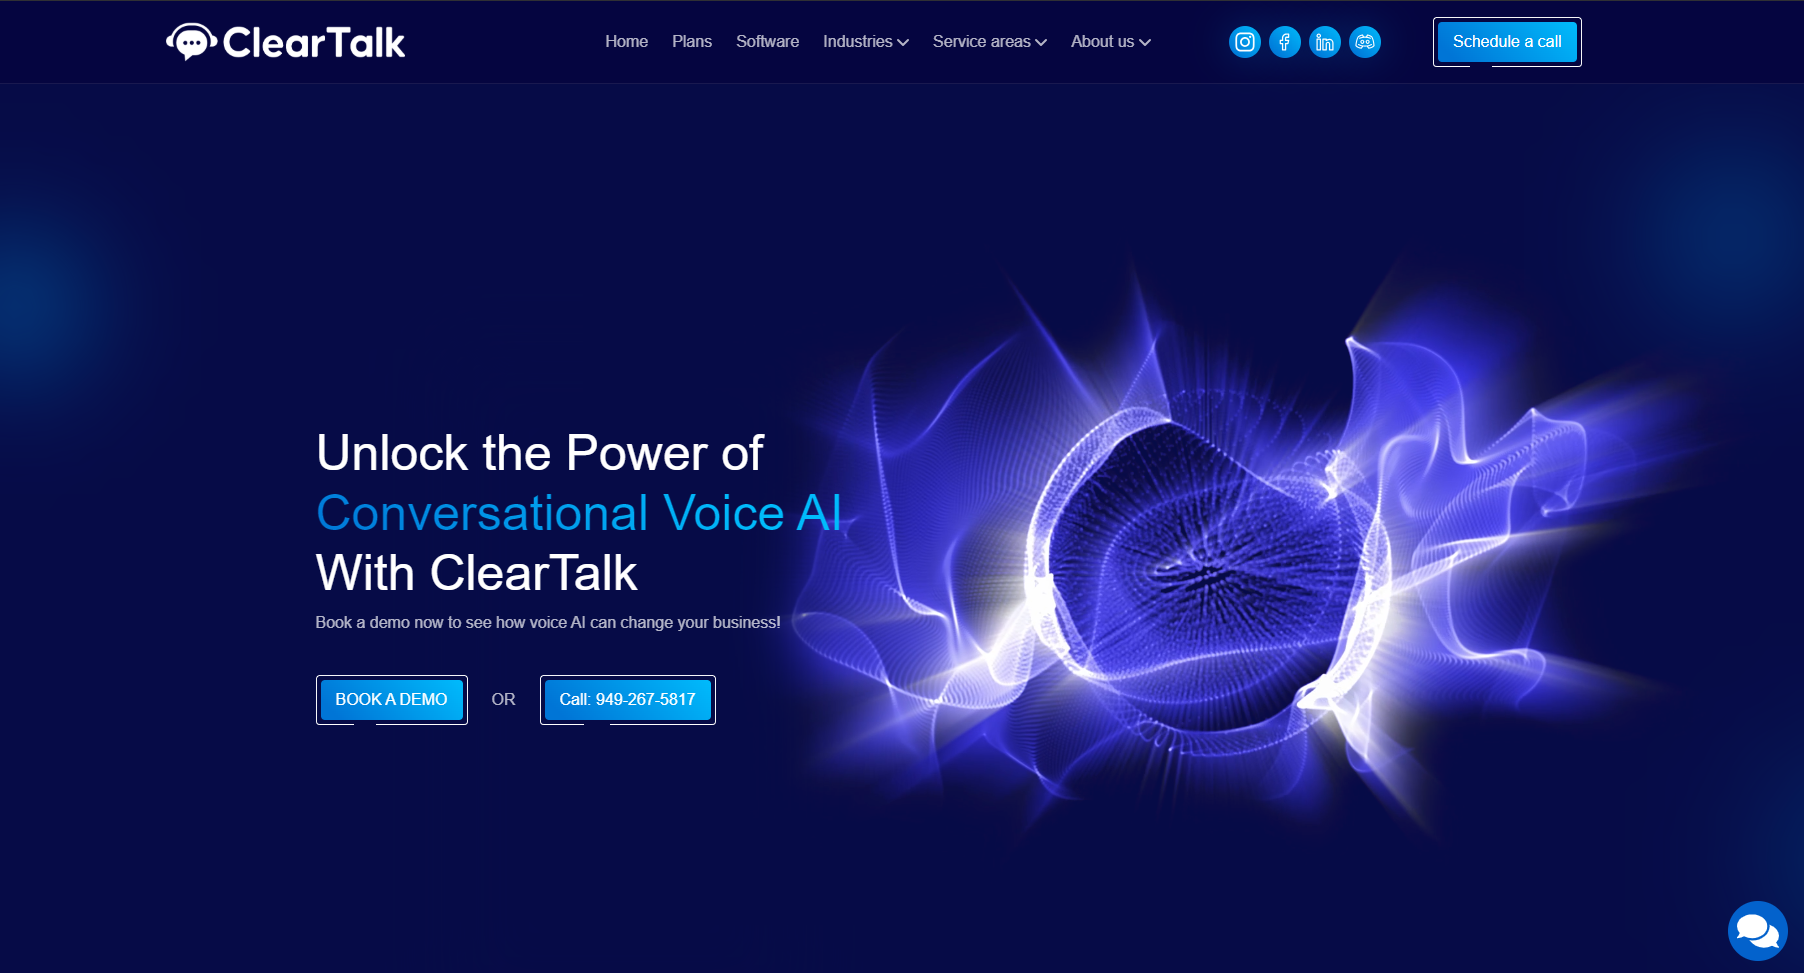 ClearTalk
Home
Plans
Software
Industries
Service areas
About us
Schedule a call
Unlock the Power of
Conversational Voice AI
With ClearTalk
Book a demo now to see how voice AI can change your business!
BOOK A DEMO
OR
Call: 949-267-5817